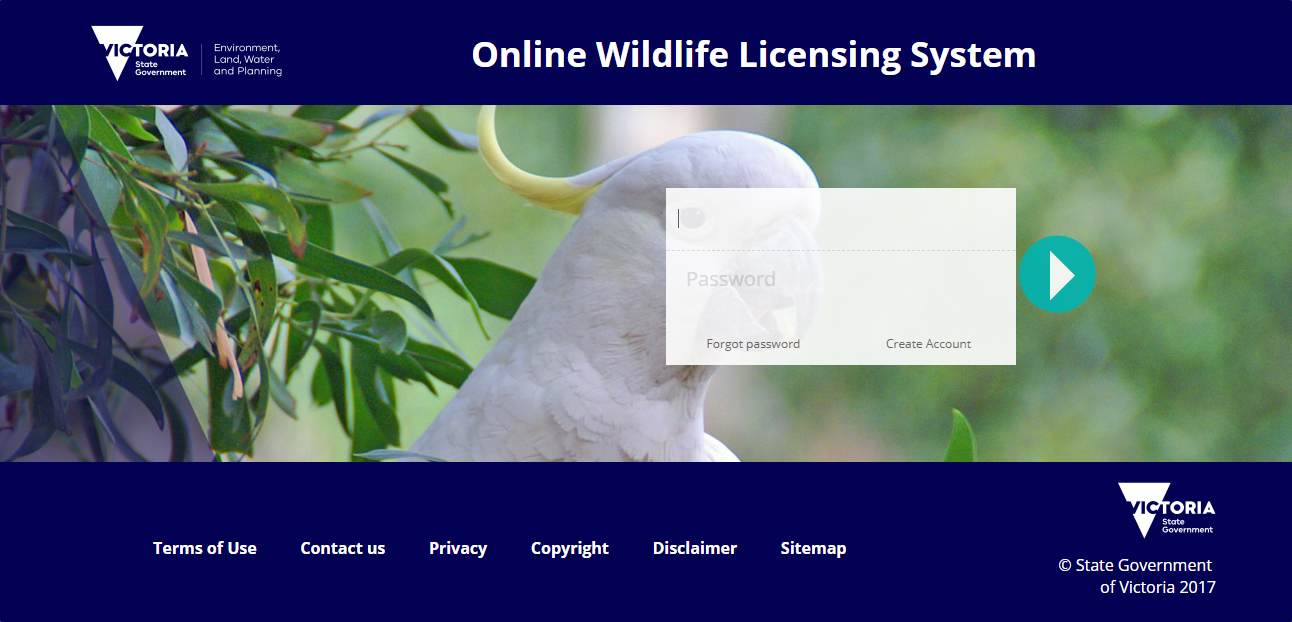 VICTORIA
State
Government
Environment,
Land, Water
and Planning
Online Wildlife Licensing System
Password
Forgot password
Create Account
Terms of Use
Contact us
Privacy
Copyright
Disclaimer
Sitemap
VICTORIA
State
Government
© State Government
of Victoria 2017